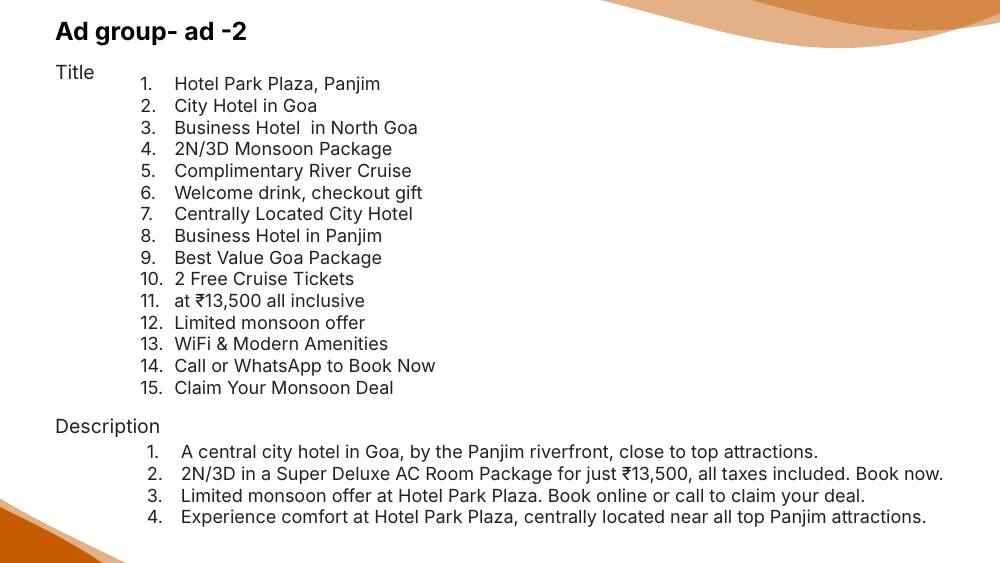 Ad group- ad -2
Title
1. Hotel Park Plaza, Panjim
2. City Hotel in Goa
3. Business Hotel  in North Goa
4. 2N/3D Monsoon Package
5. Complimentary River Cruise
6. Welcome drink, checkout gift
7. Centrally Located City Hotel
8. Business Hotel in Panjim
9. Best Value Goa Package
10. 2 Free Cruise Tickets
11. at ₹13,500 all inclusive
12. Limited monsoon offer
13. WiFi & Modern Amenities
14. Call or WhatsApp to Book Now
15. Claim Your Monsoon Deal
Description
1. A central city hotel in Goa, by the Panjim riverfront, close to top attractions.
2. 2N/3D in a Super Deluxe AC Room Package for just ₹13,500, all taxes included. Book now.
3. Limited monsoon offer at Hotel Park Plaza. Book online or call to claim your deal.
4. Experience comfort at Hotel Park Plaza, centrally located near all top Panjim attractions.